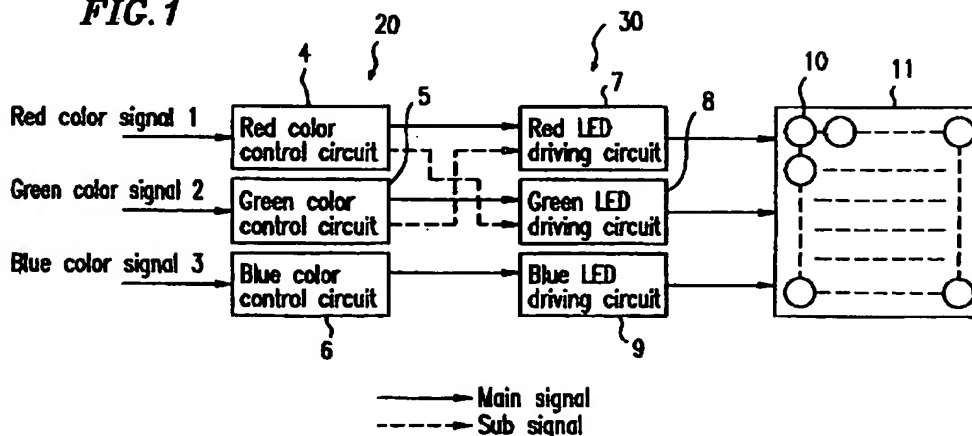 FIG. 1
20
30
4
5
7
8
10
11
Red color signal 1
Red color
control circuit
Red LED
driving circuit
Green color signal 2
Green color
control circuit
Green LED
driving circuit
Blue color signal 3
Blue color
control circuit
Blue LED
driving circuit
6
9
Main signal
Sub signal